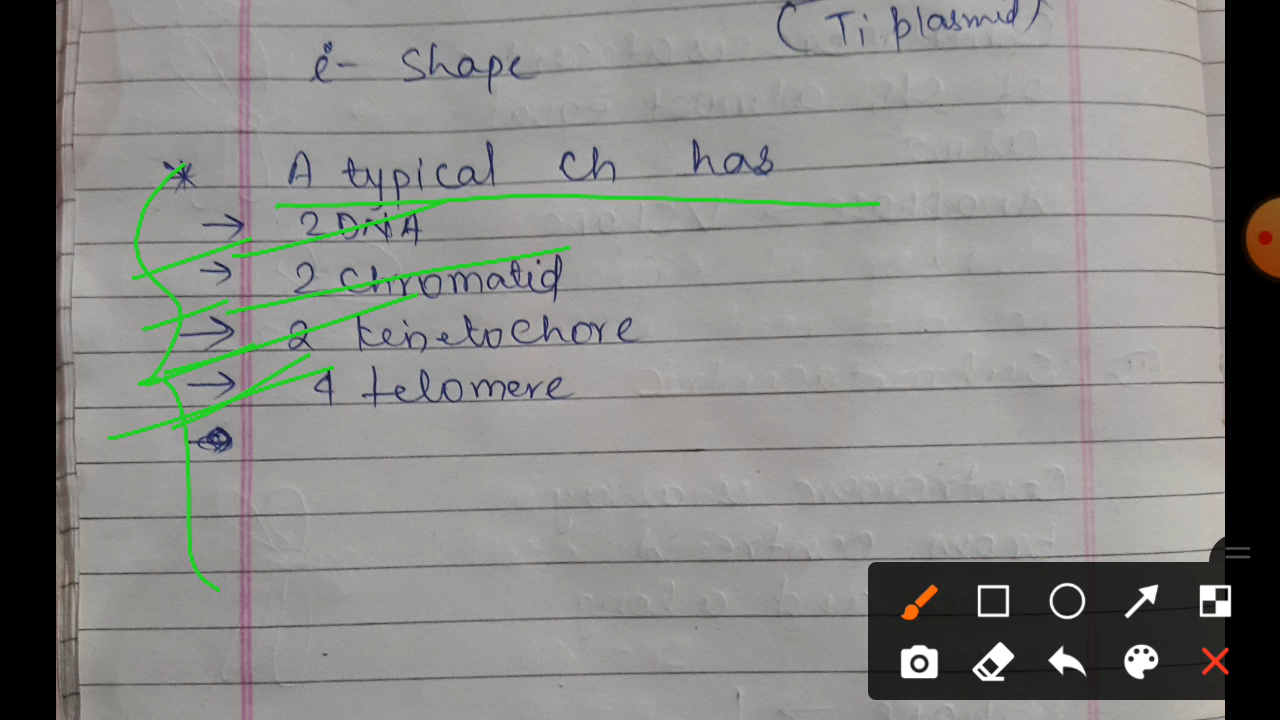 (Ti plasmid)
i- shape
* A typical ch has
→ 2 DNA
→ 2 chromatid
→ 2 kinetochore
→ 4 telomere